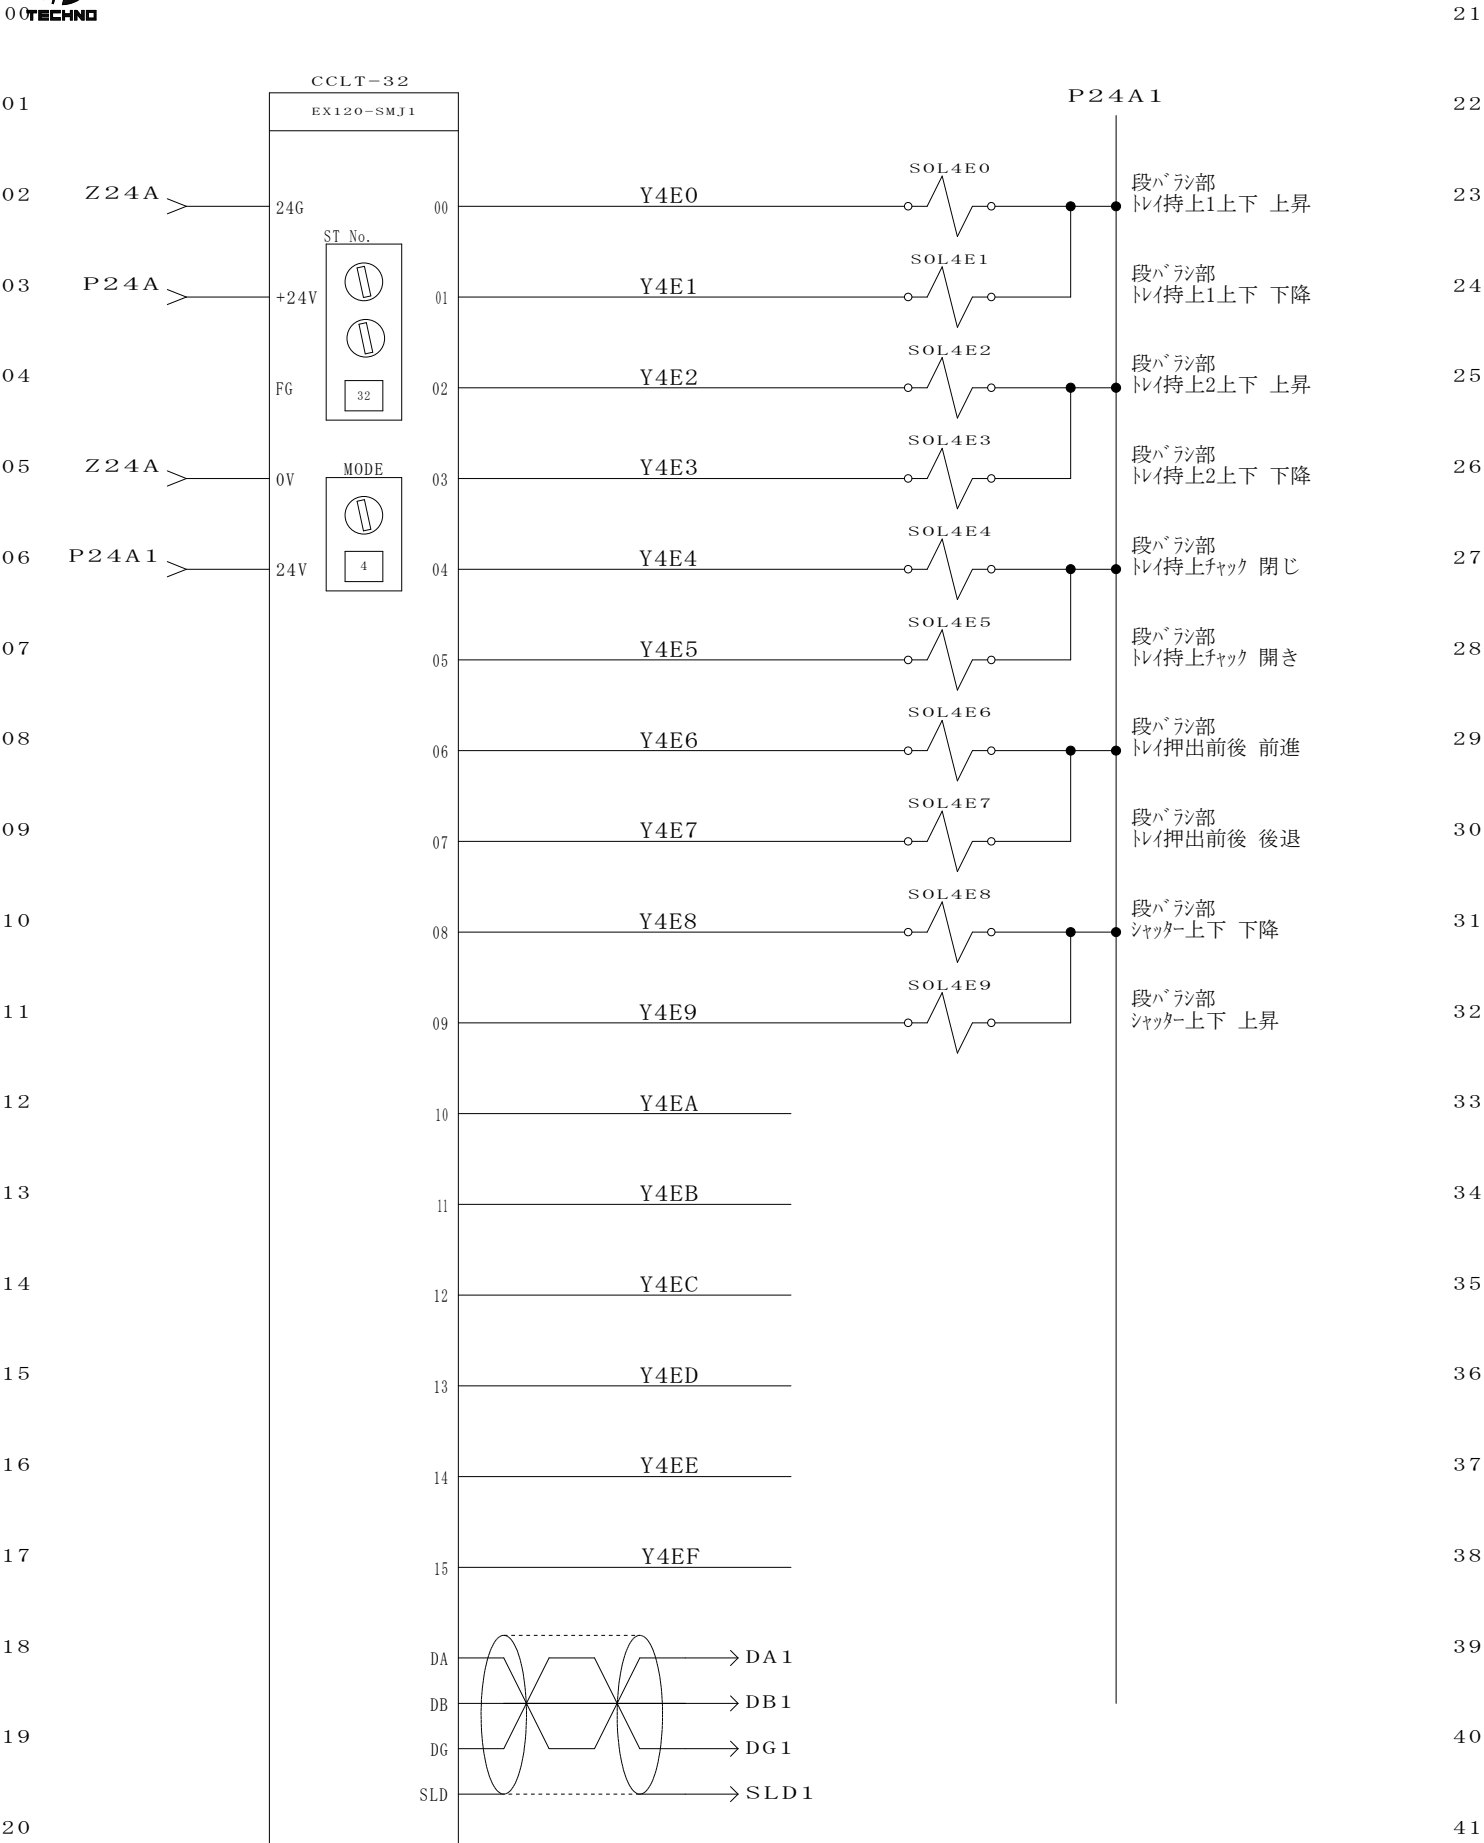 00
TECHNO
21
CCLT-32
P24A1
01
EX120-SMJ1
22
SOL4E0
02
Z24A
24G
00
Y4E0
段バラシ部
トレイ持上1上下 上昇
23
ST No.
SOL4E1
03
P24A
+24V
01
Y4E1
段バラシ部
トレイ持上1上下 下降
24
SOL4E2
04
FG
32
02
Y4E2
段バラシ部
トレイ持上2上下 上昇
25
SOL4E3
05
Z24A
0V
MODE
03
Y4E3
段バラシ部
トレイ持上2上下 下降
26
SOL4E4
06
P24A1
24V
4
04
Y4E4
段バラシ部
トレイ持上チャック 閉じ
27
SOL4E5
07
05
Y4E5
段バラシ部
トレイ持上チャック 開き
28
SOL4E6
08
06
Y4E6
段バラシ部
トレイ押出前後 前進
29
SOL4E7
09
07
Y4E7
段バラシ部
トレイ押出前後 後退
30
SOL4E8
10
08
Y4E8
段バラシ部
シャッター上下 下降
31
SOL4E9
11
09
Y4E9
段バラシ部
シャッター上下 上昇
32
12
10
Y4EA
33
13
11
Y4EB
34
14
12
Y4EC
35
15
13
Y4ED
36
16
14
Y4EE
37
17
15
Y4EF
38
18
DA
DA1
39
DB
DB1
19
DG
DG1
40
SLD
SLD1
20
41